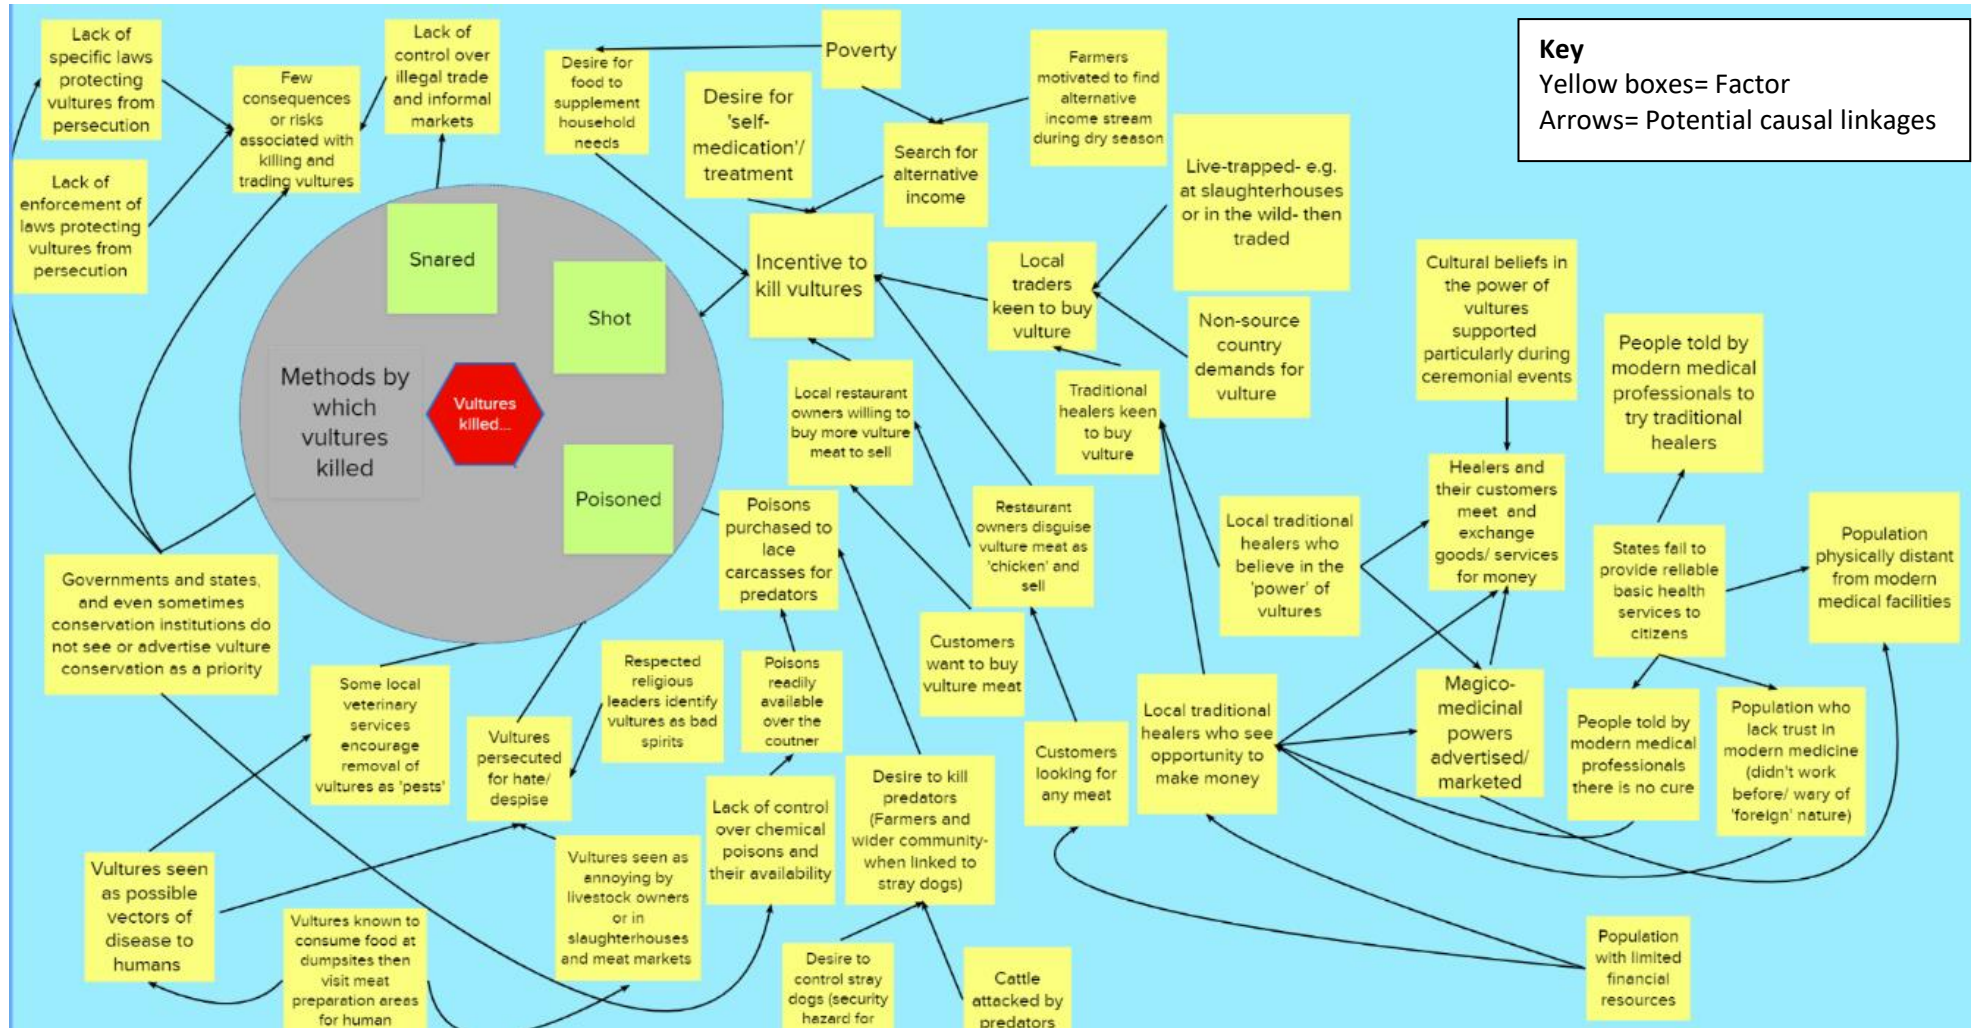 Key
Yellow boxes= Factor
Arrows= Potential causal linkages
Lack of
specific laws
protecting
vultures from
persecution
Few
consequences
or risks
associated with
killing and
trading vultures
Lack of
control over
illegal trade
and informal
markets
Lack of
enforcement of
laws protecting
vultures from
persecution
Desire for
food to
supplement
household
needs
Poverty
Desire for
'self-
medication'/
treatment
Farmers
motivated to find
alternative
income stream
during dry season
Search for
alternative
income
Live-trapped- e.g.
at slaughterhouses
or in the wild- then
traded
Snared
Shot
Methods by
which
vultures
killed
Vultures
killed...
Poisoned
Incentive to
kill vultures
Local
traders
keen to buy
vulture
Non-source
country
demands for
vulture
Cultural beliefs in
the power of
vultures
supported
particularly during
ceremonial events
People told by
modern medical
professionals to
try traditional
healers
Local restaurant
owners willing to
buy more vulture
meat to sell
Traditional
healers keen
to buy
vulture
Healers and
their customers
meet and
exchange
goods/ services
for money
Poisons
purchased to
lace
carcasses for
predators
Restaurant
owners disguise
vulture meat as
'chicken' and
sell
Local traditional
healers who
believe in the
'power' of
vultures
States fail to
provide reliable
basic health
services to
citizens
Population
physically distant
from modern
medical facilities
Governments and states,
and even sometimes
conservation institutions do
not see or advertise vulture
conservation as a priority
Some local
veterinary
services
encourage
removal of
vultures as 'pests'
Vultures
persecuted
for hate/
despise
Respected
religious
leaders identify
vultures as bad
spirits
Poisons
readily
available
over the
coutner
Customers
want to buy
vulture meat
Customers
looking for
any meat
Local traditional
healers who see
opportunity to
make money
Magico-
medicinal
powers
advertised/
marketed
People told by
modern medical
professionals
there is no cure
Population who
lack trust in
modern medicine
(didn't work
before/ wary of
'foreign' nature)
Vultures seen
as possible
vectors of
disease to
humans
Vultures known to
consume food at
dumpsites then
visit meat
preparation areas
for human
Vultures seen as
annoying by
livestock owners
or in
slaughterhouses
and meat markets
Lack of control
over chemical
poisons and
their availability
Desire to kill
predators
(Farmers and
wider community-
when linked to
stray dogs)
Desire to
control stray
dogs (security
hazard for
Cattle
attacked by
predators
Population
with limited
financial
resources